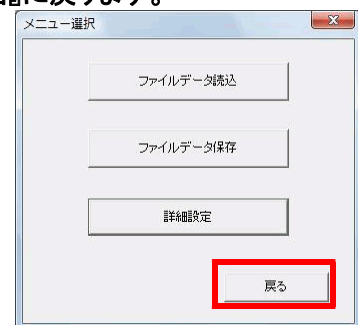 に戻ります。
メニュー選択
ファイルデータ読込
ファイルデータ保存
詳細設定
戻る